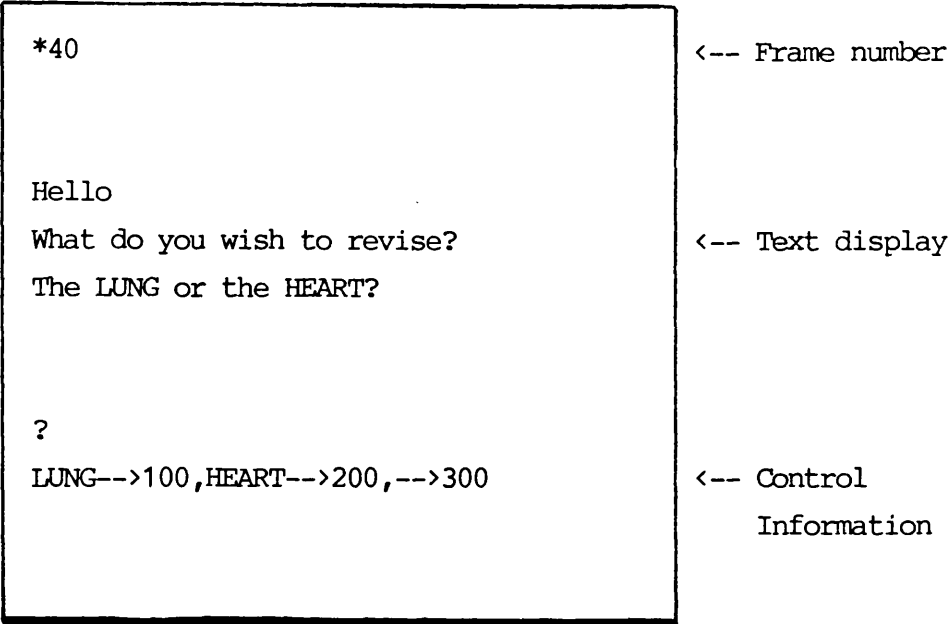 *40 <-- Frame number
Hello
What do you wish to revise? <-- Text display
The LUNG or the HEART?
?
LUNG-->100,HEART-->200,-->300 <-- Control
Information